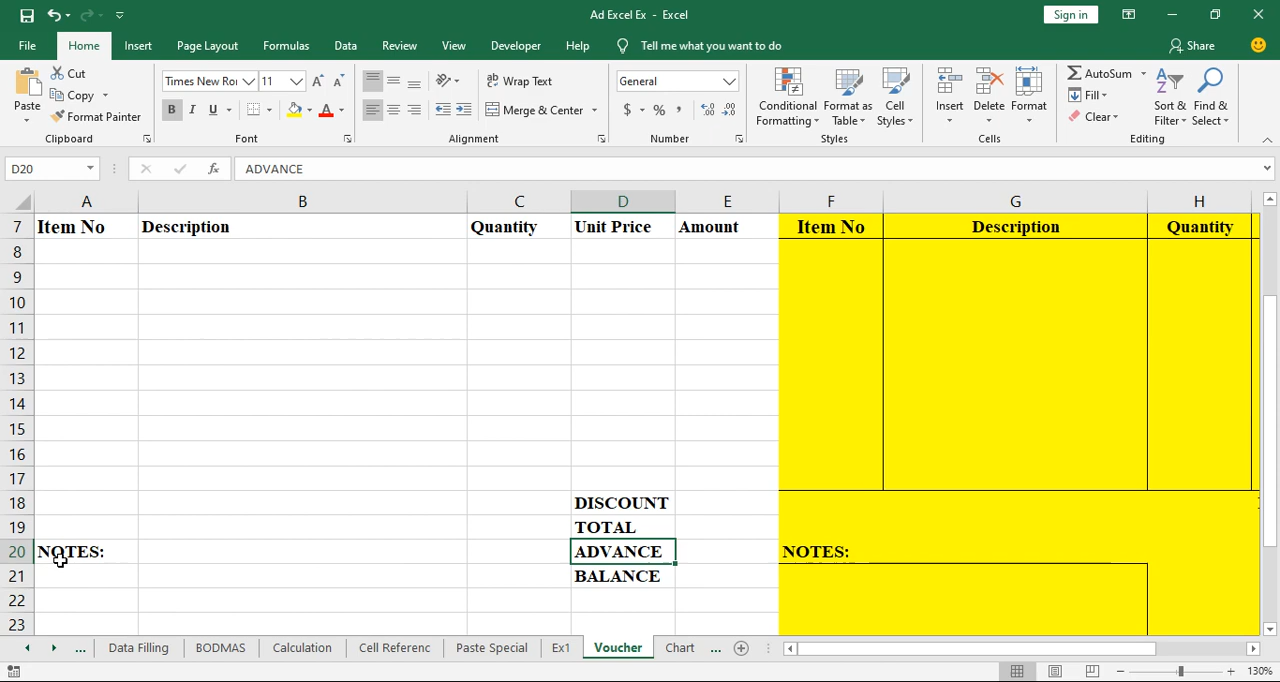 Ad Excel Ex - Excel
Sign in
File Home Insert Page Layout Formulas Data Review View Developer Help Tell me what you want to do Share
Paste Cut Copy Format Painter Clipboard
Times New Ror 11 B I U A A A Font
Wrap Text Merge & Center Alignment
General $ % , Number
Conditional Formatting Format as Table Cell Styles Styles
Insert Delete Format Cells
AutoSum Fill Clear Sort & Filter Find & Select Editing
D20 fx ADVANCE
A B C D E F G H
7 Item No Description Quantity Unit Price Amount Item No Description Quantity
8
9
10
11
12
13
14
15
16
17
18 DISCOUNT
19 TOTAL
20 NOTES: ADVANCE NOTES:
21 BALANCE
22
23
... Data Filling BODMAS Calculation Cell Referenc Paste Special Ex1 Voucher Chart ...
130%